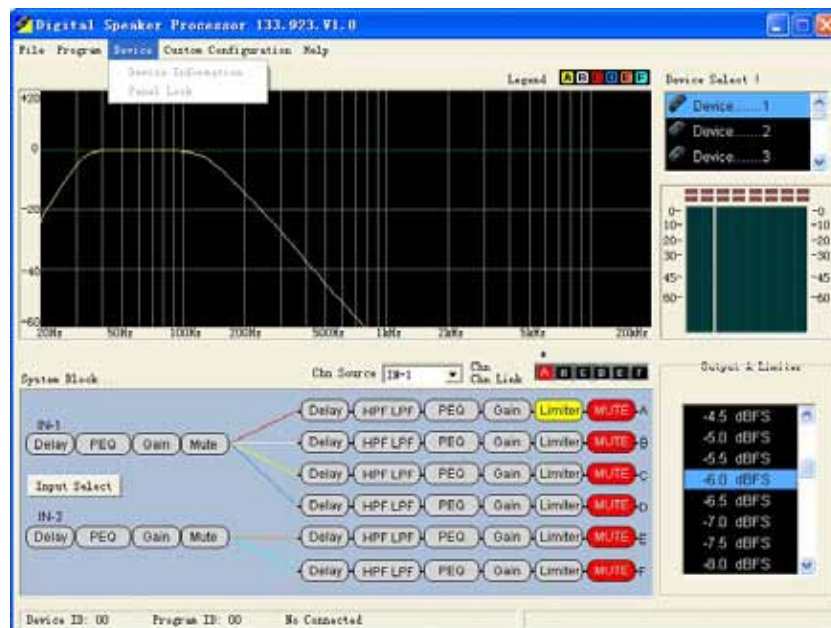 Digital Speaker Processor 133.923.V1.0
File Program Device Custom Configuration Help
Device Information
Panel Lock
Legend A B C D E F
Device Select !
Device......1
Device......2
Device......3
+20
0
-20
-40
-60
20Hz 50Hz 100Hz 200Hz 500Hz 1kHz 2kHz 5kHz 20kHz
0- -0
10- -10
20- -20
30- -30
45- -45
60- -60
System Block
Chn Source IN-1
Chn
Chn Link
*
A B C D E F
Output & Limiter
IN-1
Delay PEQ Gain Mute
Input Select
IN-2
Delay PEQ Gain Mute
Delay HPF LPF PEQ Gain Limiter MUTE A
Delay HPF LPF PEQ Gain Limiter MUTE B
Delay HPF LPF PEQ Gain Limiter MUTE C
Delay HPF LPF PEQ Gain Limiter MUTE D
Delay HPF LPF PEQ Gain Limiter MUTE E
Delay HPF LPF PEQ Gain Limiter MUTE F
-4.5 dBFS
-5.0 dBFS
-5.5 dBFS
-6.0 dBFS
-6.5 dBFS
-7.0 dBFS
-7.5 dBFS
-8.0 dBFS
Device ID: 00 Program ID: 00 No Connected